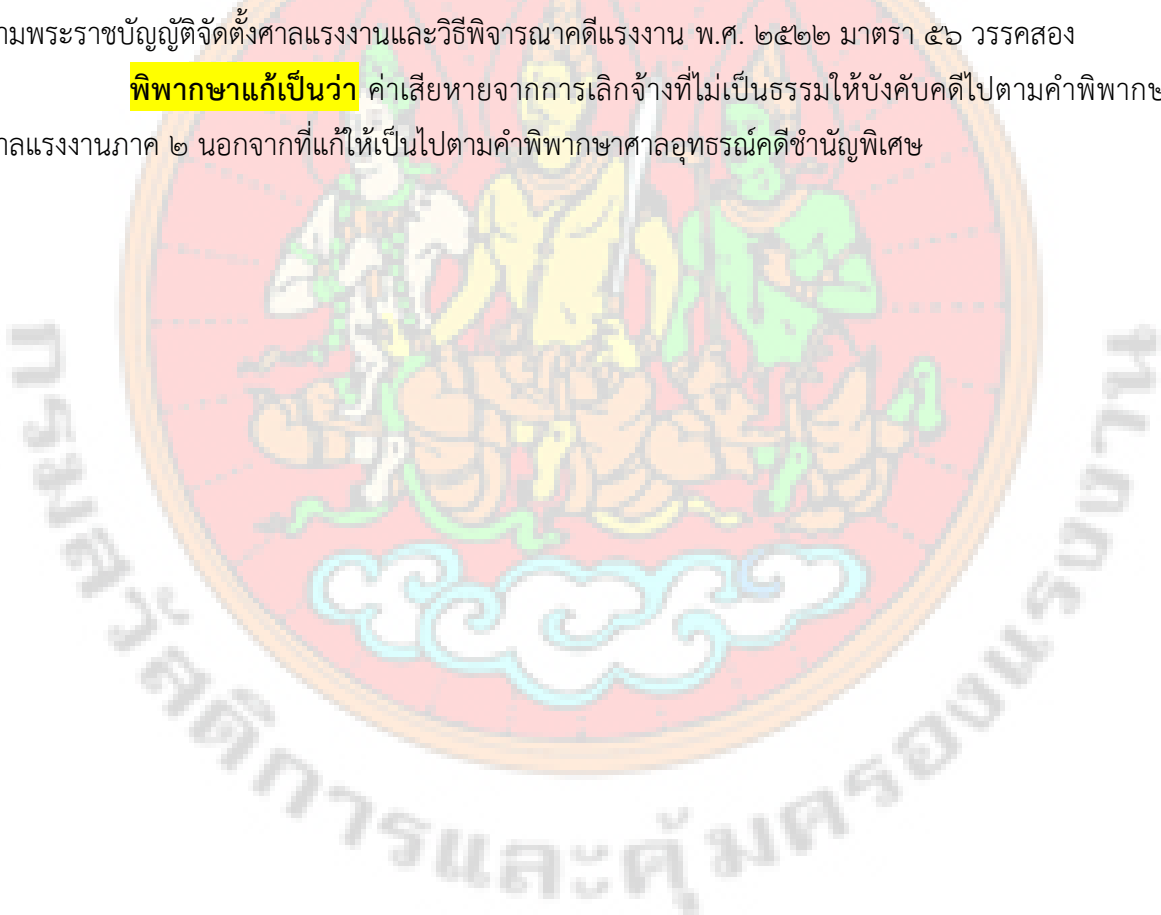 ามพระราชบัญญัติจัดตั้งศาลแรงงานและวิธีพิจารณาคดีแรงงาน พ.ศ. ๒๕๒๒ มาตรา ๕๖ วรรคสอง
พิพากษาแก้เป็นว่า ค่าเสียหายจากการเลิกจ้างที่ไม่เป็นธรรมให้บังคับคดีไปตามคำพิพากษ
าลแรงงานภาค ๒ นอกจากที่แก้ให้เป็นไปตามคำพิพากษาศาลอุทธรณ์คดีชำนัญพิเศษ
กรมสวัสดิการและคุ้มครองแรงงาน